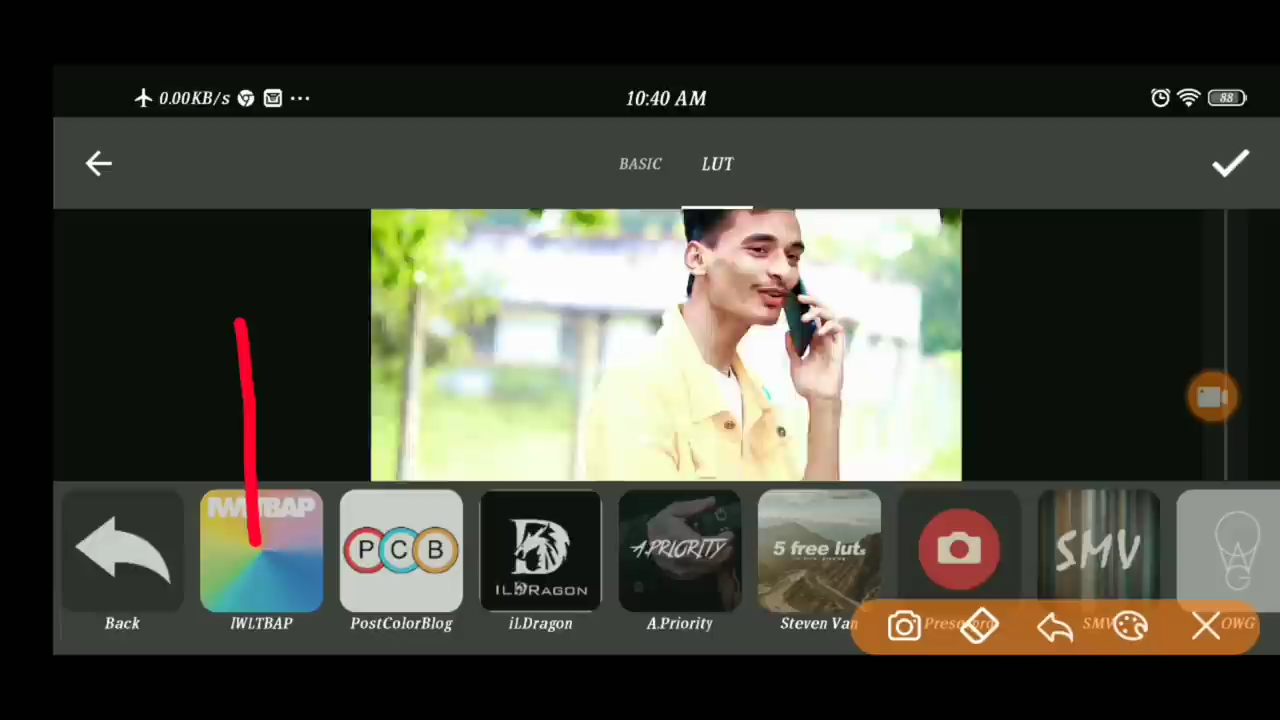 0.00KB/s ... 10:40 AM 88
BASIC LUT
IWLTBAP
PCB
ILDRAGON
A.PRIORITY
5 free luts
SMV
Back IWLTBAP PostColorBlog iLDragon A.Priority Steven Van SMV OWG